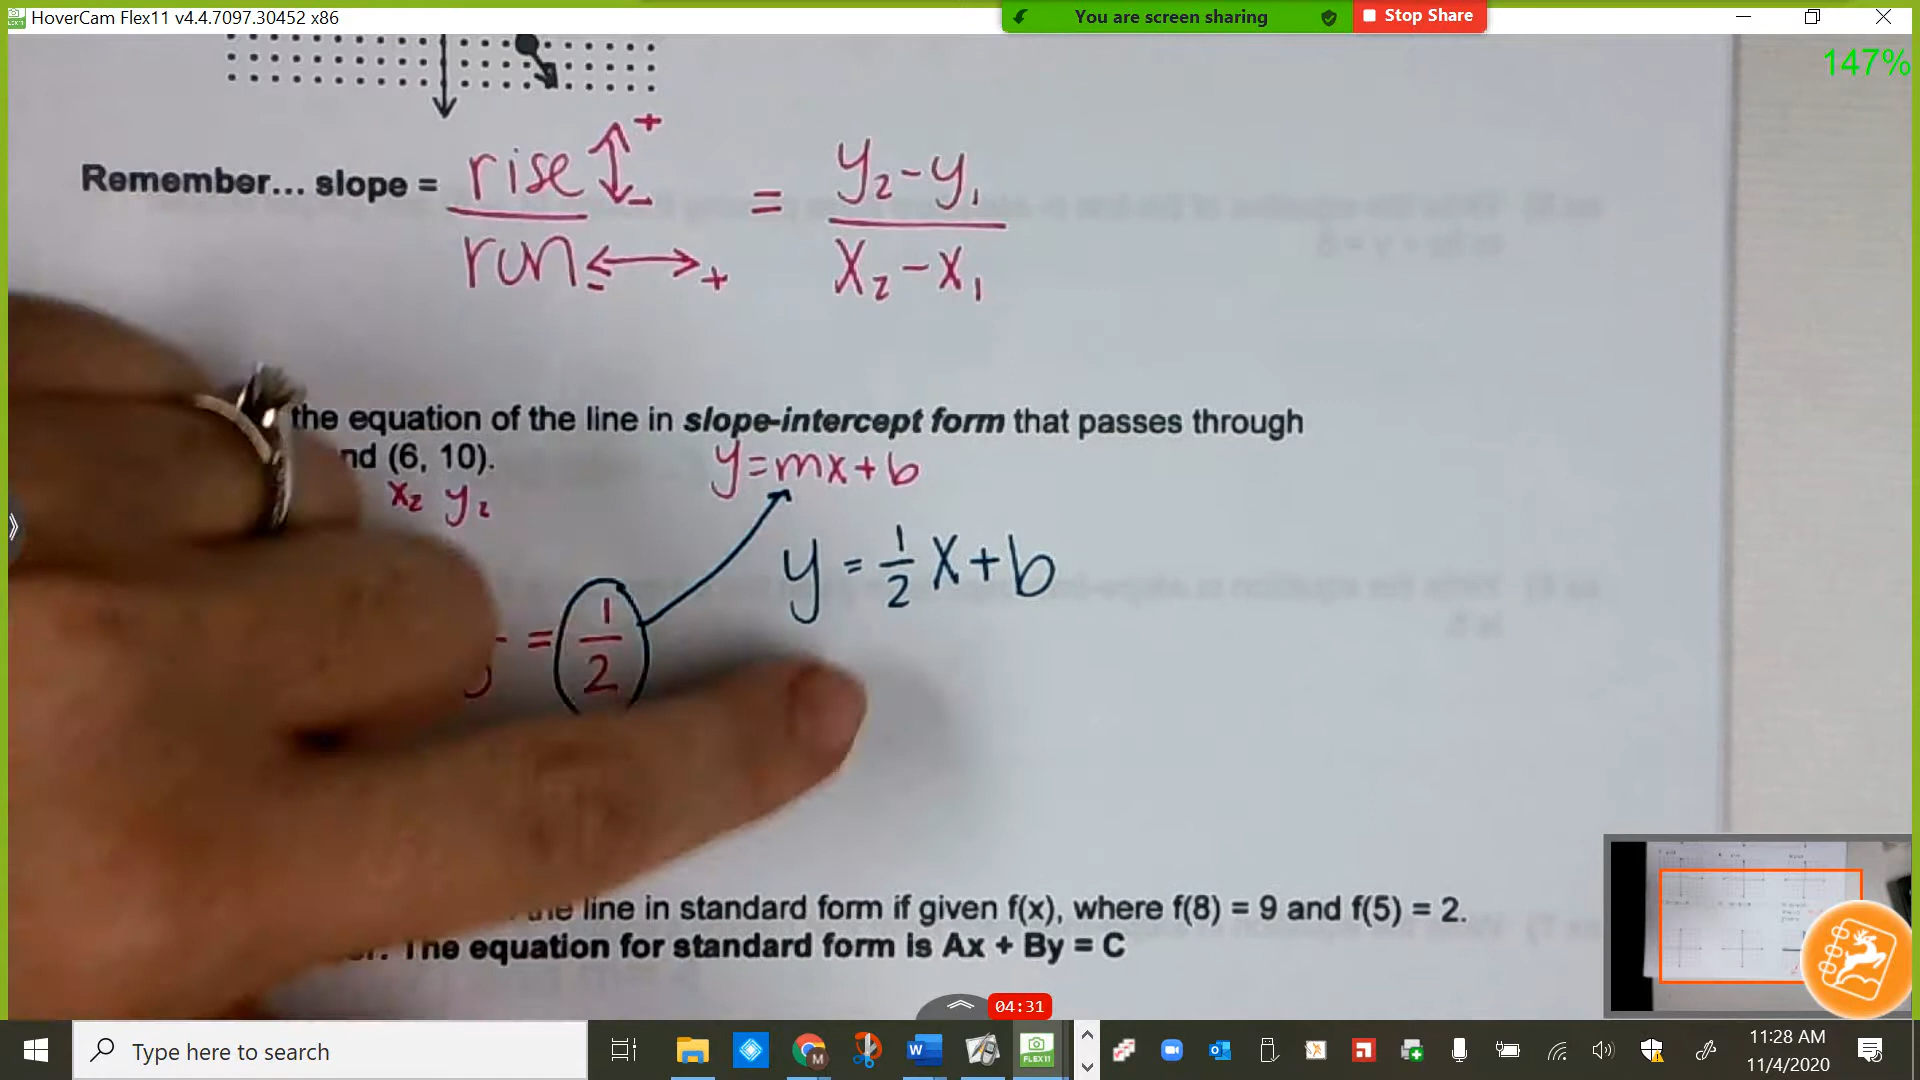 HoverCam Flex11 v4.4.7097.30452 x86
You are screen sharing
Stop Share
147%
Remember... slope = rise + - / run - + = y₂-y₁ / x₂-x₁
the equation of the line in slope-intercept form that passes through
nd (6, 10).
y=mx+b
x₂ y₂
y = 1/2 x+b
= 1/2
line in standard form if given f(x), where f(8) = 9 and f(5) = 2.
The equation for standard form is Ax + By = C
04:31
Type here to search
M
W
FLEX11
11:28 AM
11/4/2020